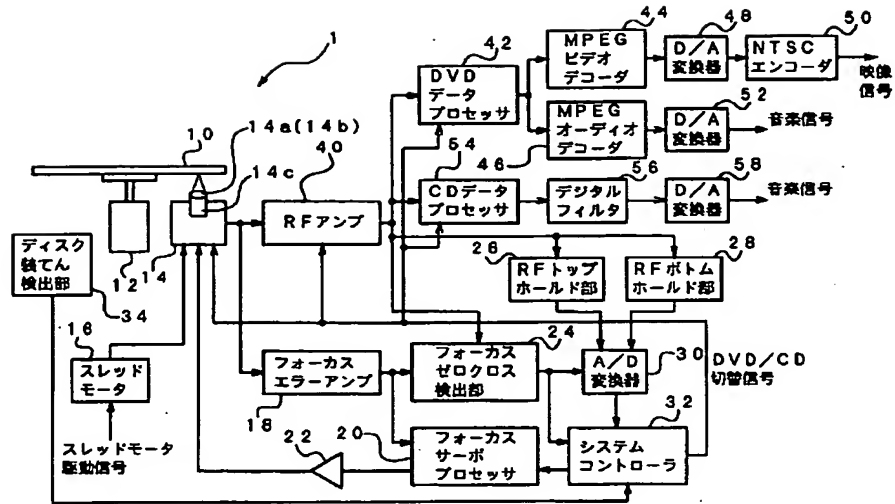 1
10
14a(14b)
14c
14
12
ディスク
装てん
検出部
34
16
スレッド
モータ
スレッドモータ
駆動信号
40
RFアンプ
42
DVD
データ
プロセッサ
44
MPEG
ビデオ
デコーダ
48
D/A
変換器
50
NTSC
エンコーダ
映像
信号
MPEG
オーディオ
デコーダ
46
52
D/A
変換器
音楽信号
54
CDデータ
プロセッサ
56
デジタル
フィルタ
58
D/A
変換器
音楽信号
26
RFトップ
ホールド部
28
RFボトム
ホールド部
フォーカス
エラーアンプ
18
24
フォーカス
ゼロクロス
検出部
A/D
変換器
30
DVD/CD
切替信号
22
20
フォーカス
サーボ
プロセッサ
32
システム
コントローラ